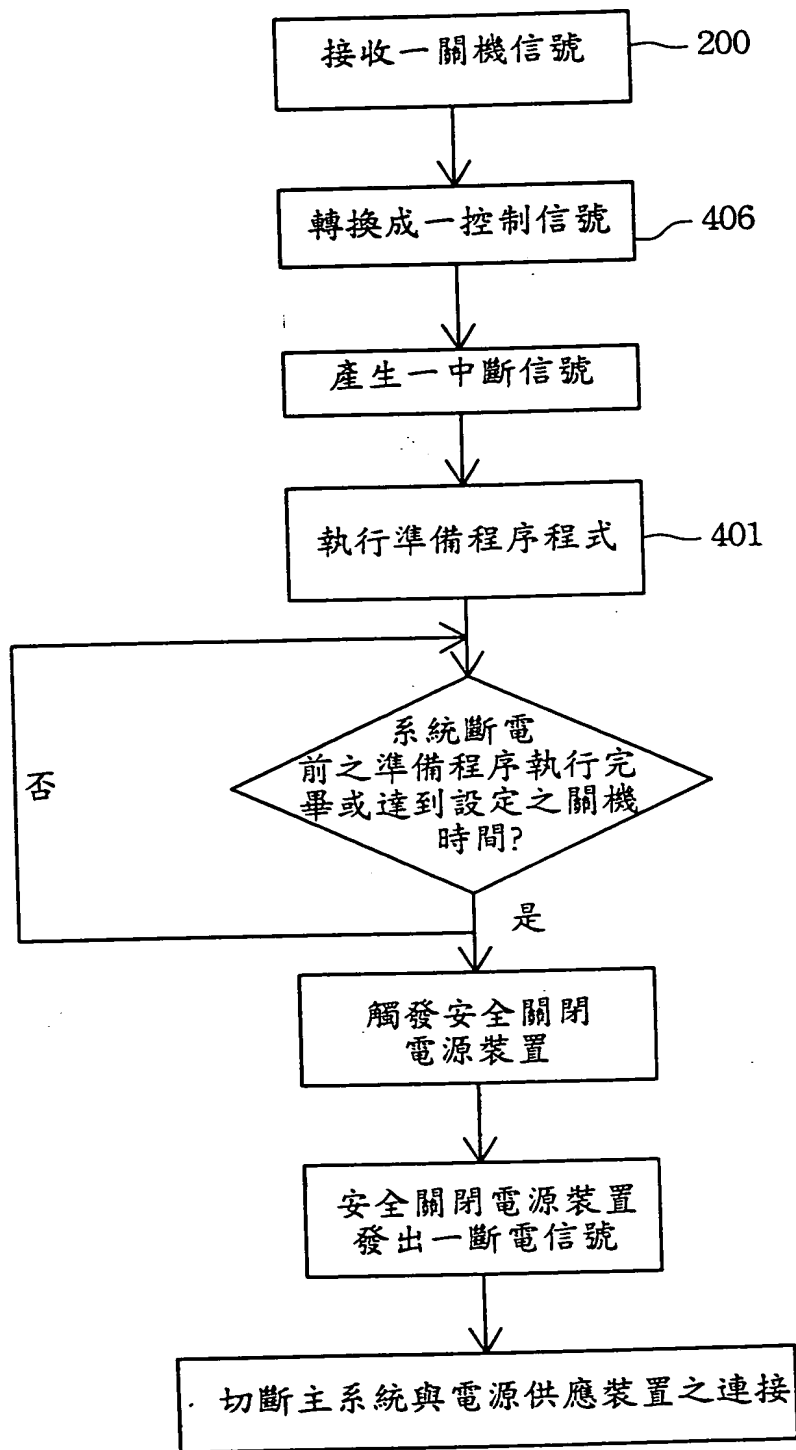 接收一關機信號
200
轉換成一控制信號
406
產生一中斷信號
執行準備程序程式
401
系統斷電
前之準備程序執行完
畢或達到設定之關機
時間?
否
是
觸發安全關閉
電源裝置
安全關閉電源裝置
發出一斷電信號
切斷主系統與電源供應裝置之連接